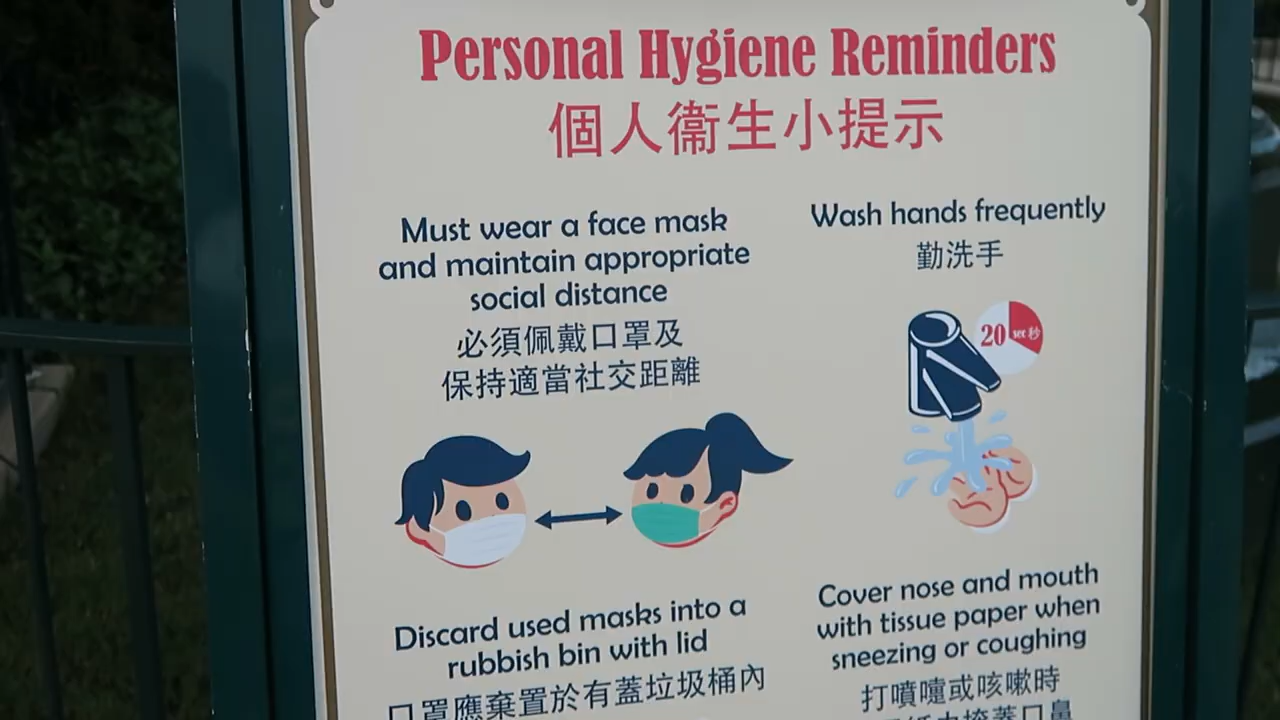 Personal Hygiene Reminders
個人衞生小提示
Must wear a face mask
and maintain appropriate
social distance
必須佩戴口罩及
保持適當社交距離
Wash hands frequently
勤洗手
20 sec 秒
Discard used masks into a
rubbish bin with lid
口罩應棄置於有蓋垃圾桶內
Cover nose and mouth
with tissue paper when
sneezing or coughing
打噴嚏或咳嗽時
掩蓋口鼻